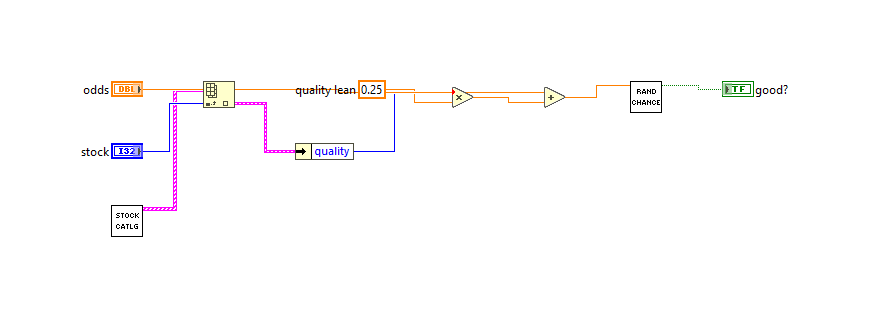 odds DBL
quality lean 0.25
RAND
CHANCE
TF good?
stock I32
quality
STOCK
CATLG